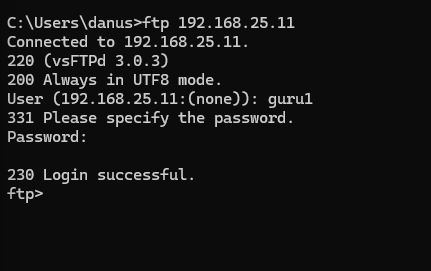 C:\Users\danus>ftp 192.168.25.11
Connected to 192.168.25.11.
220 (vsFTPd 3.0.3)
200 Always in UTF8 mode.
User (192.168.25.11:(none)): guru1
331 Please specify the password.
Password:
230 Login successful.
ftp>